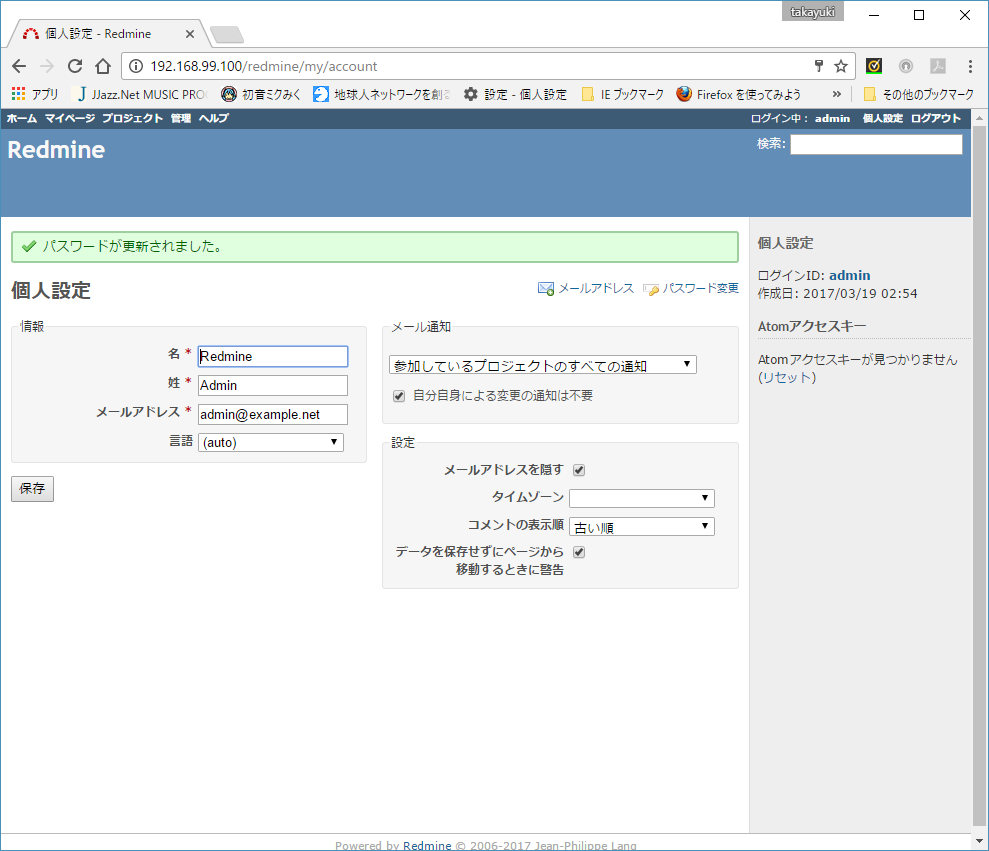 takayuki
個人設定 - Redmine
192.168.99.100/redmine/my/account
アプリ JJazz.Net MUSIC PRO 初音ミクみく 地球人ネットワークを創る 設定 - 個人設定 IE ブックマーク Firefox を使ってみよう » その他のブックマーク
ホーム マイページ プロジェクト 管理 ヘルプ ログイン中： admin 個人設定 ログアウト
Redmine 検索:
パスワードが更新されました。
個人設定 メールアドレス パスワード変更
情報
名 * Redmine
姓 * Admin
メールアドレス * admin@example.net
言語 (auto)
保存
メール通知
参加しているプロジェクトのすべての通知
自分自身による変更の通知は不要
設定
メールアドレスを隠す
タイムゾーン
コメントの表示順 古い順
データを保存せずにページから
移動するときに警告
個人設定
ログインID: admin
作成日: 2017/03/19 02:54
Atomアクセスキー
Atomアクセスキーが見つかりません
(リセット)
Powered by Redmine © 2006-2017 Jean-Philippe Lang